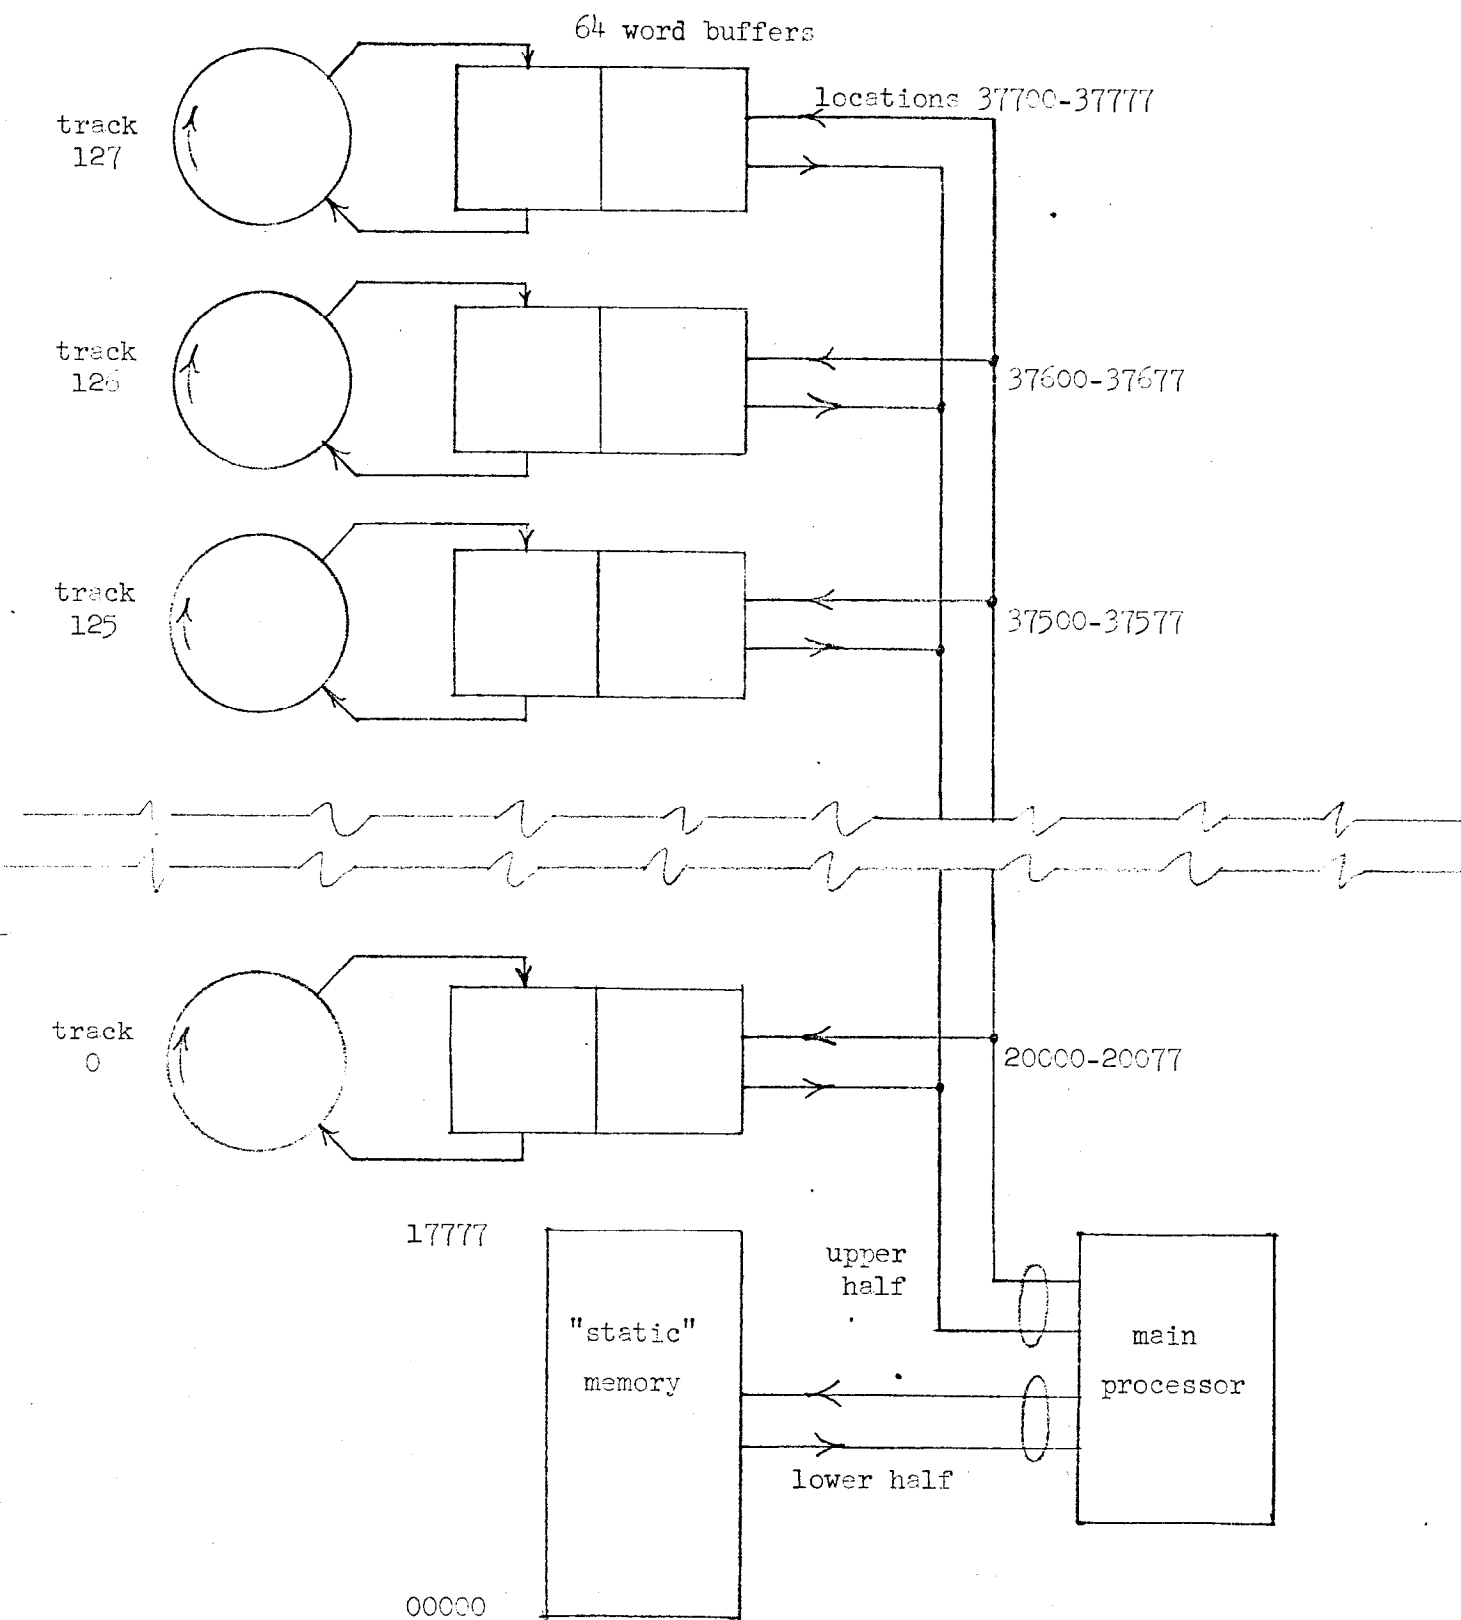 64 word buffers
locations 37700-37777
track
127
track
126
37600-37677
track
125
37500-37577
track
0
20000-20077
17777
upper
half
"static"
memory
main
processor
lower half
00000